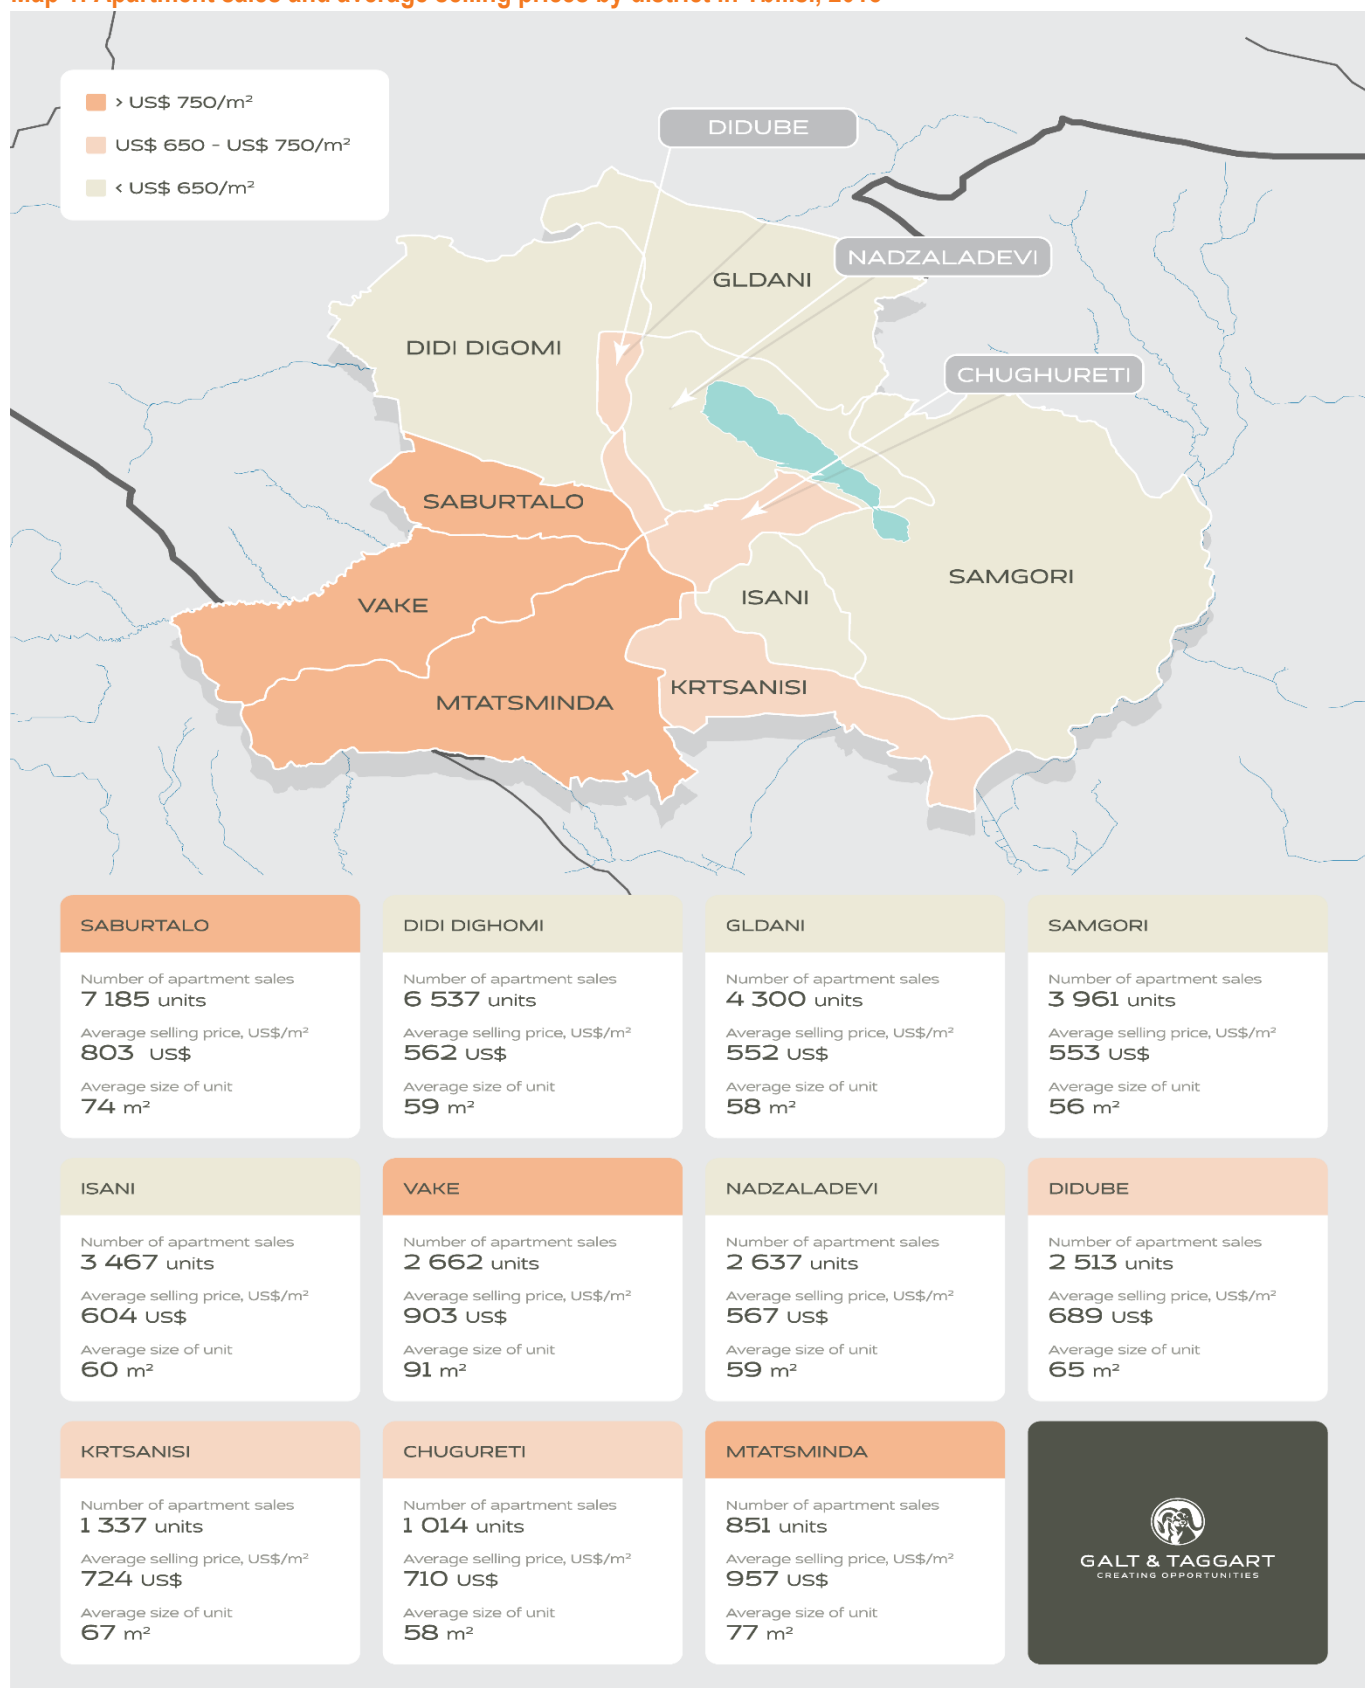 > US$ 750/m²
US$ 650 - US$ 750/m²
< US$ 650/m²
DIDUBE
NADZALADEVI
GLDANI
DIDI DIGOMI
CHUGHURETI
SABURTALO
SAMGORI
ISANI
VAKE
KRTSANISI
MTATSMINDA
SABURTALO
Number of apartment sales
7 185 units
Average selling price, US$/m²
803 US$
Average size of unit
74 m²
DIDI DIGHOMI
Number of apartment sales
6 537 units
Average selling price, US$/m²
562 US$
Average size of unit
59 m²
GLDANI
Number of apartment sales
4 300 units
Average selling price, US$/m²
552 US$
Average size of unit
58 m²
SAMGORI
Number of apartment sales
3 961 units
Average selling price, US$/m²
553 US$
Average size of unit
56 m²
ISANI
Number of apartment sales
3 467 units
Average selling price, US$/m²
604 US$
Average size of unit
60 m²
VAKE
Number of apartment sales
2 662 units
Average selling price, US$/m²
903 US$
Average size of unit
91 m²
NADZALADEVI
Number of apartment sales
2 637 units
Average selling price, US$/m²
567 US$
Average size of unit
59 m²
DIDUBE
Number of apartment sales
2 513 units
Average selling price, US$/m²
689 US$
Average size of unit
65 m²
KRTSANISI
Number of apartment sales
1 337 units
Average selling price, US$/m²
724 US$
Average size of unit
67 m²
CHUGURETI
Number of apartment sales
1 014 units
Average selling price, US$/m²
710 US$
Average size of unit
58 m²
MTATSMINDA
Number of apartment sales
851 units
Average selling price, US$/m²
957 US$
Average size of unit
77 m²
GALT & TAGGART
CREATING OPPORTUNITIES